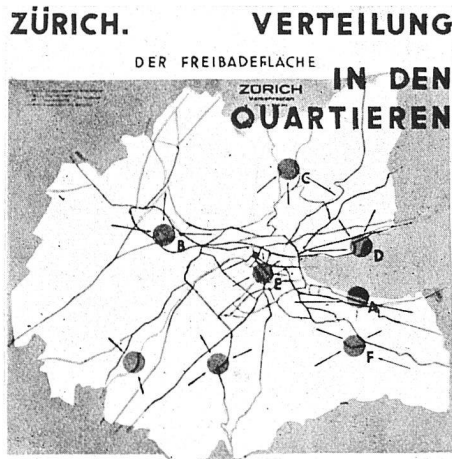 ZÜRICH. VERTEILUNG
DER FREIBADEFLÄCHE
IN DEN
QUARTIEREN
ZÜRICH
C
B
D
E
A
F